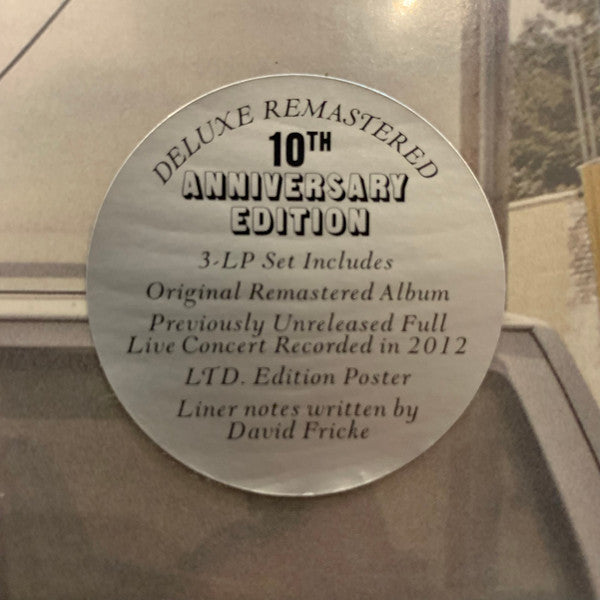 DELUXE REMASTERED
10TH
ANNIVERSARY
EDITION
3-LP Set Includes
Original Remastered Album
Previously Unreleased Full
Live Concert Recorded in 2012
LTD. Edition Poster
Liner notes written by
David Fricke